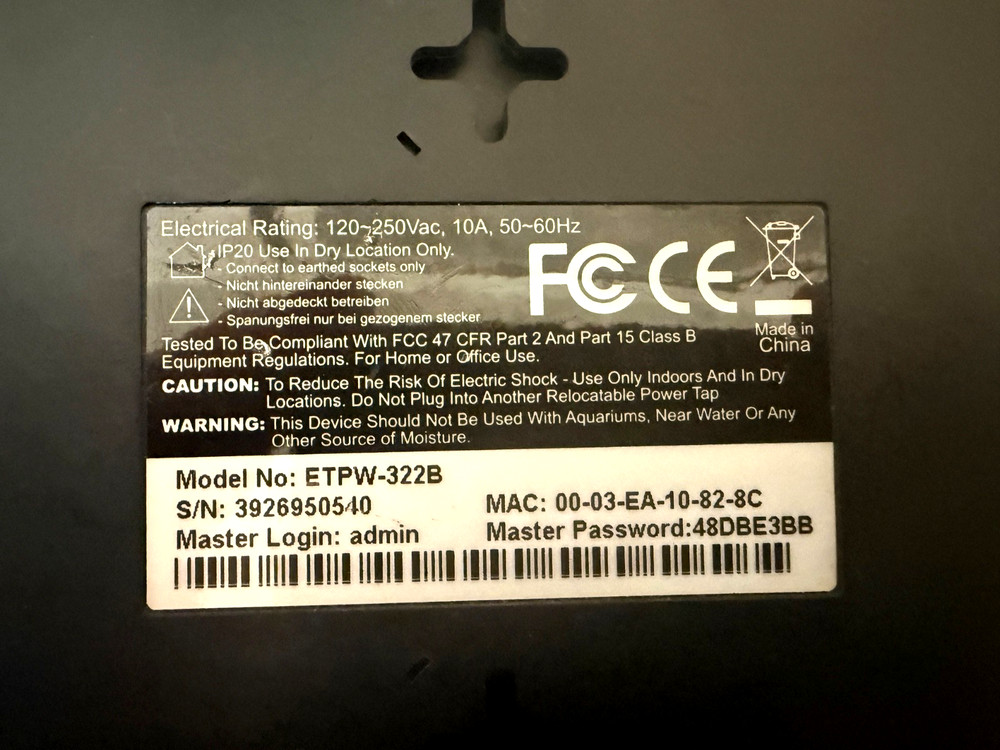 Electrical Rating: 120~250Vac, 10A, 50~60Hz
IP20 Use In Dry Location Only.
- Connect to earthed sockets only
- Nicht hintereinander stecken
- Nicht abgedeckt betreiben
- Spanungsfrei nur bei gezogenem stecker
FCC CE
Made in
China
Tested To Be Compliant With FCC 47 CFR Part 2 And Part 15 Class B
Equipment Regulations. For Home or Office Use.
CAUTION: To Reduce The Risk Of Electric Shock - Use Only Indoors And In Dry
Locations. Do Not Plug Into Another Relocatable Power Tap
WARNING: This Device Should Not Be Used With Aquariums, Near Water Or Any
Other Source of Moisture.
Model No: ETPW-322B
S/N: 3926950540 MAC: 00-03-EA-10-82-8C
Master Login: admin Master Password:48DBE3BB